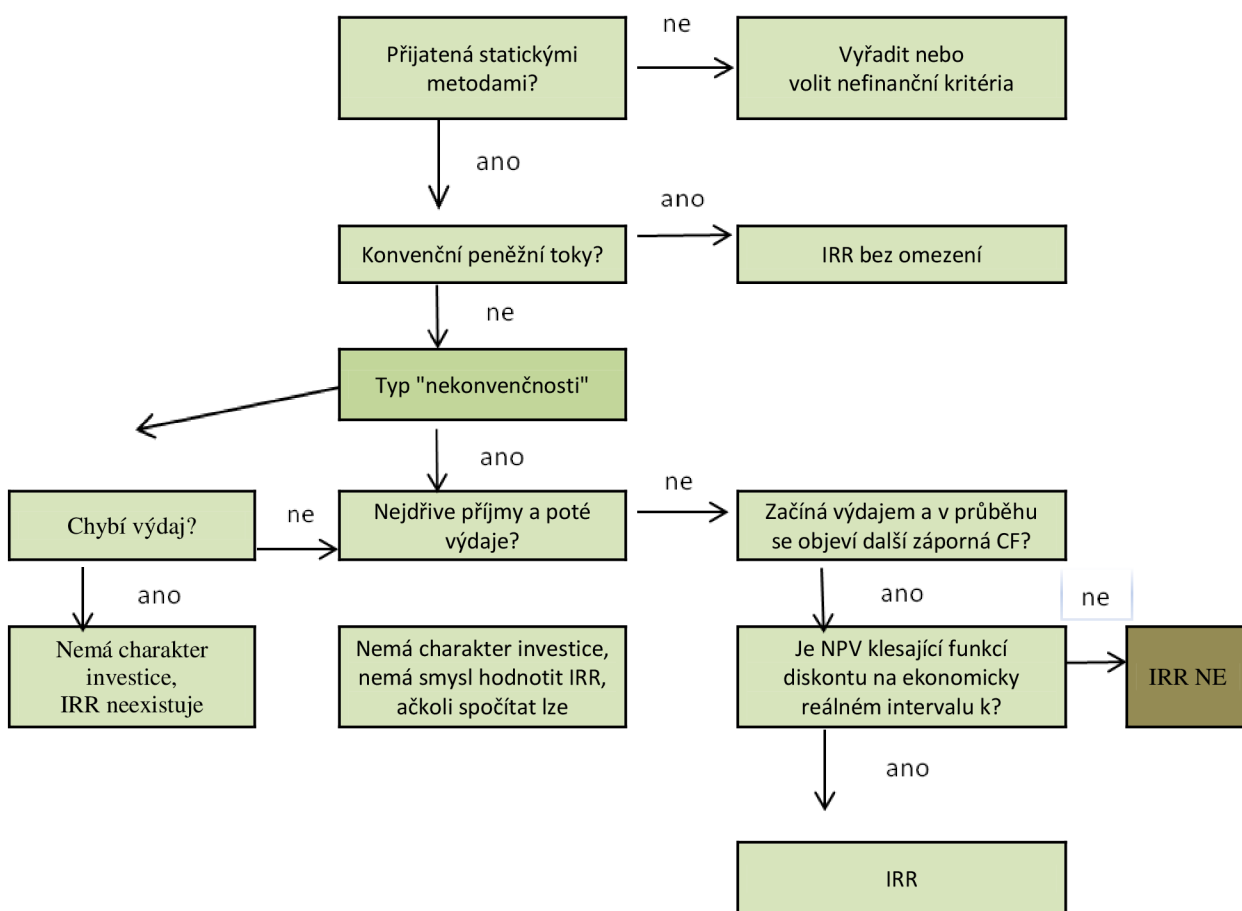 ne
Přijatená statickými
metodami?
Vyřadit nebo
volit nefinanční kritéria
ano
ano
Konvenční peněžní toky?
IRR bez omezení
ne
Typ "nekonvenčnosti"
ano
ne
Chybí výdaj?
ne
Nejdříve příjmy a poté
výdaje?
Začíná výdajem a v průběhu
se objeví další záporná CF?
ano
ano
ne
Nemá charakter
investice,
IRR neexistuje
Nemá charakter investice,
nemá smysl hodnotit IRR,
ačkoli spočítat lze
Je NPV klesající funkcí
diskontu na ekonomicky
reálném intervalu k?
IRR NE
ano
IRR